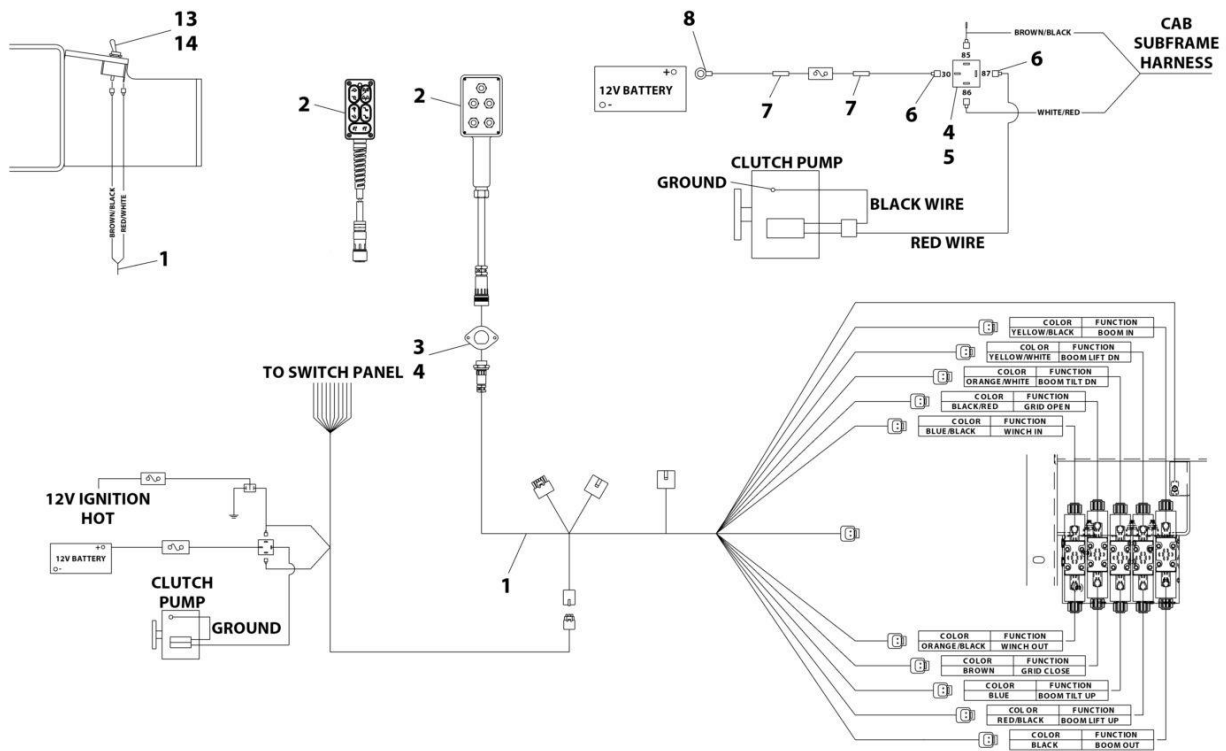 13
14
BROWN/BLACK
RED/WHITE
1
2
2
3
4
TO SWITCH PANEL
8
12V BATTERY
+
-
7
7
6
30
85
87
86
6
4
5
BROWN/BLACK
WHITE/RED
CAB
SUBFRAME
HARNESS
CLUTCH PUMP
GROUND
BLACK WIRE
RED WIRE
12V IGNITION
HOT
12V BATTERY
+
-
CLUTCH
PUMP
GROUND
1
COLOR FUNCTION
YELLOW/BLACK BOOM IN
COLOR FUNCTION
YELLOW/WHITE BOOM LIFT DN
COLOR FUNCTION
ORANGE/WHITE BOOM TILT DN
COLOR FUNCTION
BLACK/RED GRID OPEN
COLOR FUNCTION
BLUE/BLACK WINCH IN
COLOR FUNCTION
ORANGE/BLACK WINCH OUT
COLOR FUNCTION
BROWN GRID CLOSE
COLOR FUNCTION
BLUE BOOM TILT UP
COLOR FUNCTION
RED/BLACK BOOM LIFT UP
COLOR FUNCTION
BLACK BOOM OUT